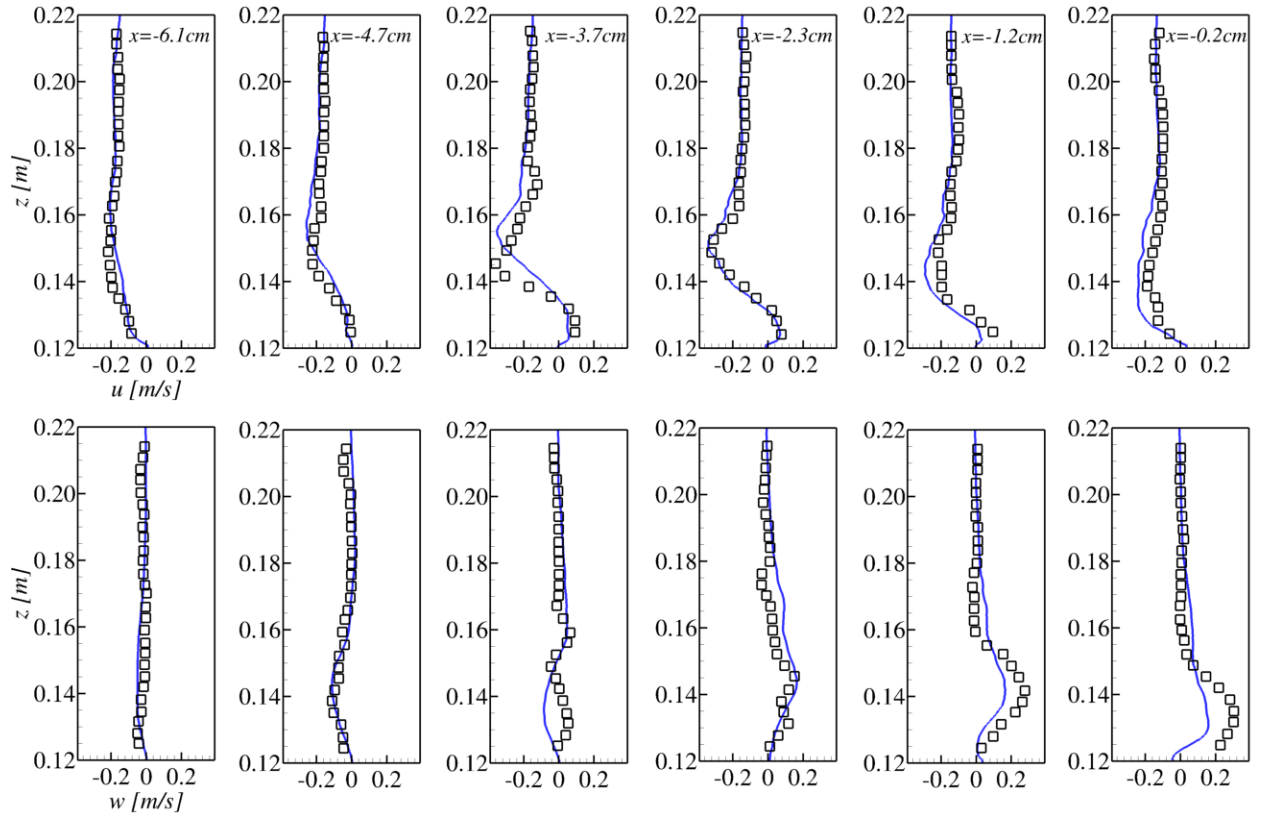 0.22 0.22 0.22 0.22 0.22 0.22
x=-6.1cm x=-4.7cm x=-3.7cm x=-2.3cm x=-1.2cm x=-0.2cm
0.20 0.20 0.20 0.20 0.20 0.20
0.18 0.18 0.18 0.18 0.18 0.18
z [m]
0.16 0.16 0.16 0.16 0.16 0.16
0.14 0.14 0.14 0.14 0.14 0.14
0.12 0.12 0.12 0.12 0.12 0.12
-0.2 0 0.2 -0.2 0 0.2 -0.2 0 0.2 -0.2 0 0.2 -0.2 0 0.2 -0.2 0 0.2
u [m/s]
0.22 0.22 0.22 0.22 0.22 0.22
0.20 0.20 0.20 0.20 0.20 0.20
0.18 0.18 0.18 0.18 0.18 0.18
z [m]
0.16 0.16 0.16 0.16 0.16 0.16
0.14 0.14 0.14 0.14 0.14 0.14
0.12 0.12 0.12 0.12 0.12 0.12
-0.2 0 0.2 -0.2 0 0.2 -0.2 0 0.2 -0.2 0 0.2 -0.2 0 0.2 -0.2 0 0.2
w [m/s]